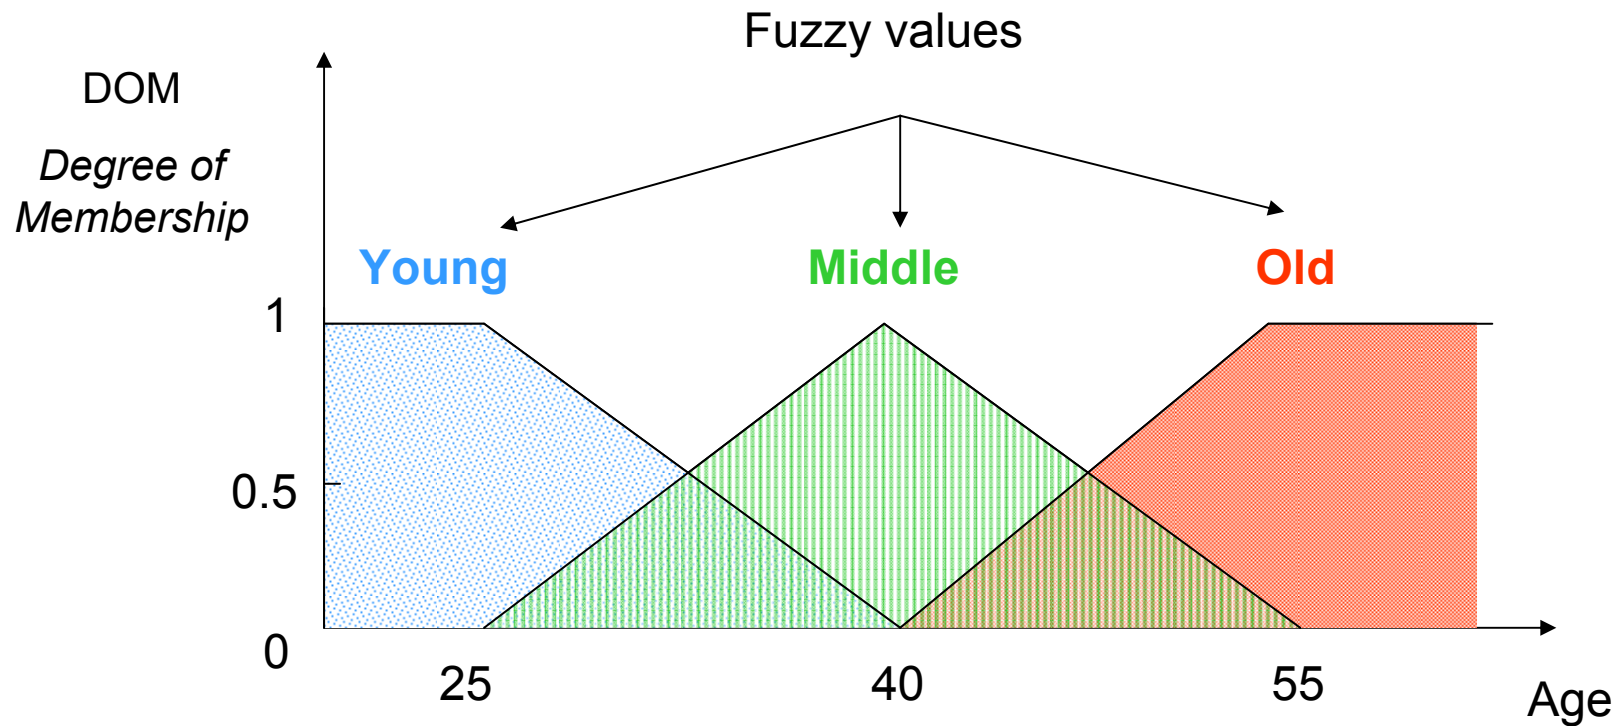 Fuzzy values
DOM
Degree of
Membership
Young
Middle
Old
1
0.5
0
25
40
55
Age